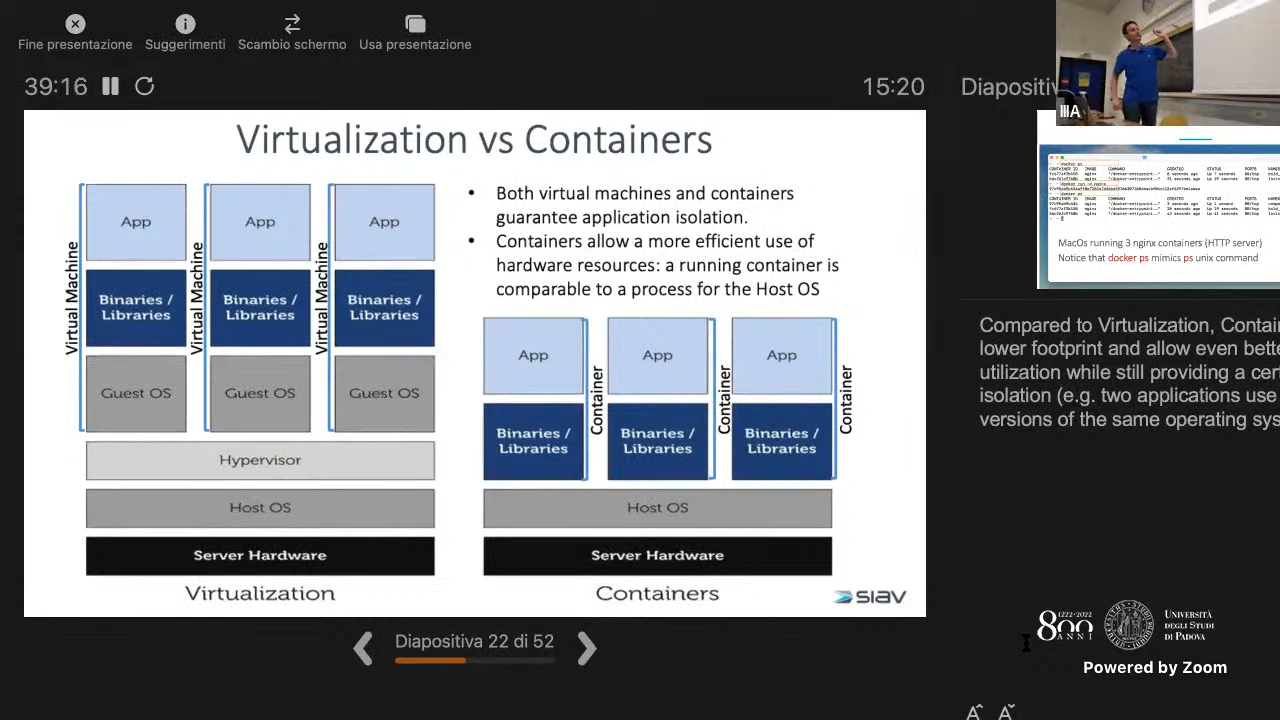 Fine presentazione
Suggerimenti
Scambio schermo
Usa presentazione
39:16
15:20
Virtualization vs Containers
App
App
App
Binaries / Libraries
Binaries / Libraries
Binaries / Libraries
Guest OS
Guest OS
Guest OS
Virtual Machine
Virtual Machine
Virtual Machine
Hypervisor
Host OS
Server Hardware
Virtualization
• Both virtual machines and containers
guarantee application isolation.
• Containers allow a more efficient use of
hardware resources: a running container is
comparable to a process for the Host OS
App
App
App
Binaries / Libraries
Binaries / Libraries
Binaries / Libraries
Container
Container
Container
Host OS
Server Hardware
Containers
SIAV
Diapositiva 22 di 52
Diapositiv
IIIA
MacOs running 3 nginx containers (HTTP server)
Notice that docker ps mimics ps unix command
Compared to Virtualization, Contai
lower footprint and allow even bette
utilization while still providing a cer
isolation (e.g. two applications use
versions of the same operating sys
1222·2022
800
ANNI
UNIVERSITÀ
DEGLI STUDI
DI PADOVA
Powered by Zoom
A A